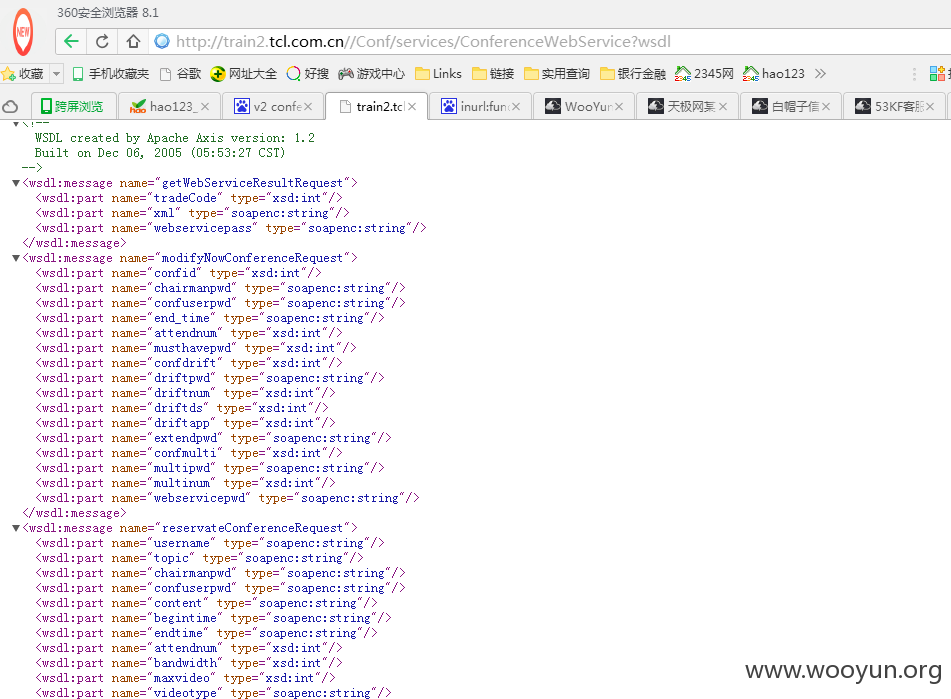 NEW
360安全浏览器 8.1
http://train2.tcl.com.cn//Conf/services/ConferenceWebService?wsdl
收藏 手机收藏夹 谷歌 网址大全 好搜 游戏中心 Links 链接 实用查询 银行金融 2345 2345网 2345 hao123 »
跨屏浏览 hao123_ v2 confe train2.tcl inurl:fun WooYun 天极网某 白帽子信 53KF客服
▼<!--
WSDL created by Apache Axis version: 1.2
Built on Dec 06, 2005 (05:53:27 CST)
-->
▼<wsdl:message name="getWebServiceResultRequest">
<wsdl:part name="tradeCode" type="xsd:int"/>
<wsdl:part name="xml" type="soapenc:string"/>
<wsdl:part name="webservicepass" type="soapenc:string"/>
</wsdl:message>
▼<wsdl:message name="modifyNowConferenceRequest">
<wsdl:part name="confid" type="xsd:int"/>
<wsdl:part name="chairmanpwd" type="soapenc:string"/>
<wsdl:part name="confuserpwd" type="soapenc:string"/>
<wsdl:part name="end_time" type="soapenc:string"/>
<wsdl:part name="attendnum" type="xsd:int"/>
<wsdl:part name="musthavepwd" type="xsd:int"/>
<wsdl:part name="confdrift" type="xsd:int"/>
<wsdl:part name="driftpwd" type="soapenc:string"/>
<wsdl:part name="driftnum" type="xsd:int"/>
<wsdl:part name="driftds" type="xsd:int"/>
<wsdl:part name="driftapp" type="xsd:int"/>
<wsdl:part name="extendpwd" type="soapenc:string"/>
<wsdl:part name="confmulti" type="xsd:int"/>
<wsdl:part name="multipwd" type="soapenc:string"/>
<wsdl:part name="multinum" type="xsd:int"/>
<wsdl:part name="webservicepwd" type="soapenc:string"/>
</wsdl:message>
▼<wsdl:message name="reservateConferenceRequest">
<wsdl:part name="username" type="soapenc:string"/>
<wsdl:part name="topic" type="soapenc:string"/>
<wsdl:part name="chairmanpwd" type="soapenc:string"/>
<wsdl:part name="confuserpwd" type="soapenc:string"/>
<wsdl:part name="content" type="soapenc:string"/>
<wsdl:part name="begintime" type="soapenc:string"/>
<wsdl:part name="endtime" type="soapenc:string"/>
<wsdl:part name="attendnum" type="xsd:int"/>
<wsdl:part name="bandwidth" type="xsd:int"/>
<wsdl:part name="maxvideo" type="xsd:int"/>
<wsdl:part name="videotype" type="soapenc:string"/>
www.wooyun.org